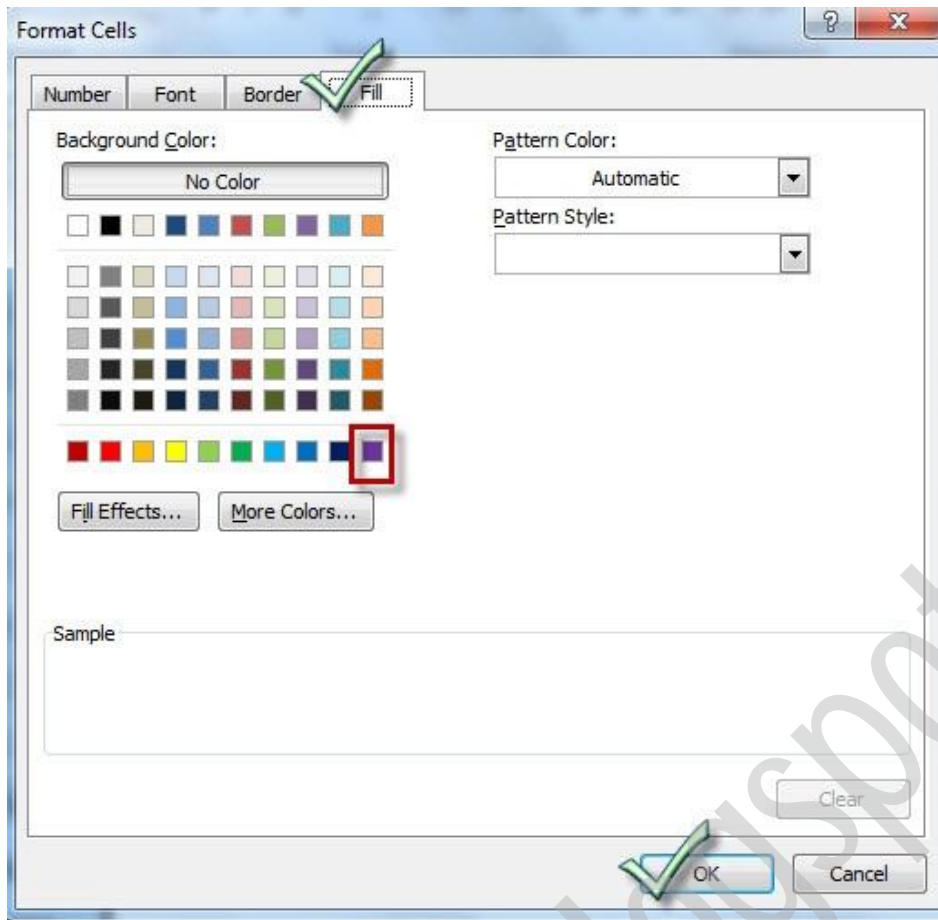 Format Cells
?
X
Number Font Border Fill
Background Color:
No Color
Pattern Color:
Automatic
Pattern Style:
Fill Effects... More Colors...
Sample
Clear
OK Cancel